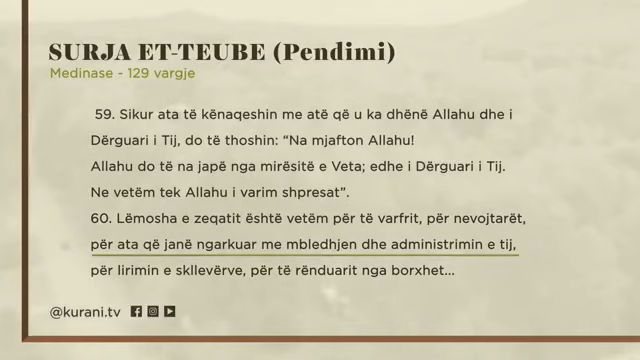 SURJA ET-TEUBE (Pendimi)
Medinase - 129 vargje
59. Sikur ata të kënaqeshin me atë që u ka dhënë Allahu dhe i
Dërguari i Tij, do të thoshin: “Na mjafton Allahu!
Allahu do të na japë nga mirësitë e Veta; edhe i Dërguari i Tij.
Ne vetëm tek Allahu i varim shpresat”.
60. Lëmosha e zeqatit është vetëm për të varfrit, për nevojtarët,
për ata që janë ngarkuar me mbledhjen dhe administrimin e tij,
për lirimin e skllevërve, për të rënduarit nga borxhet...
@kurani.tv